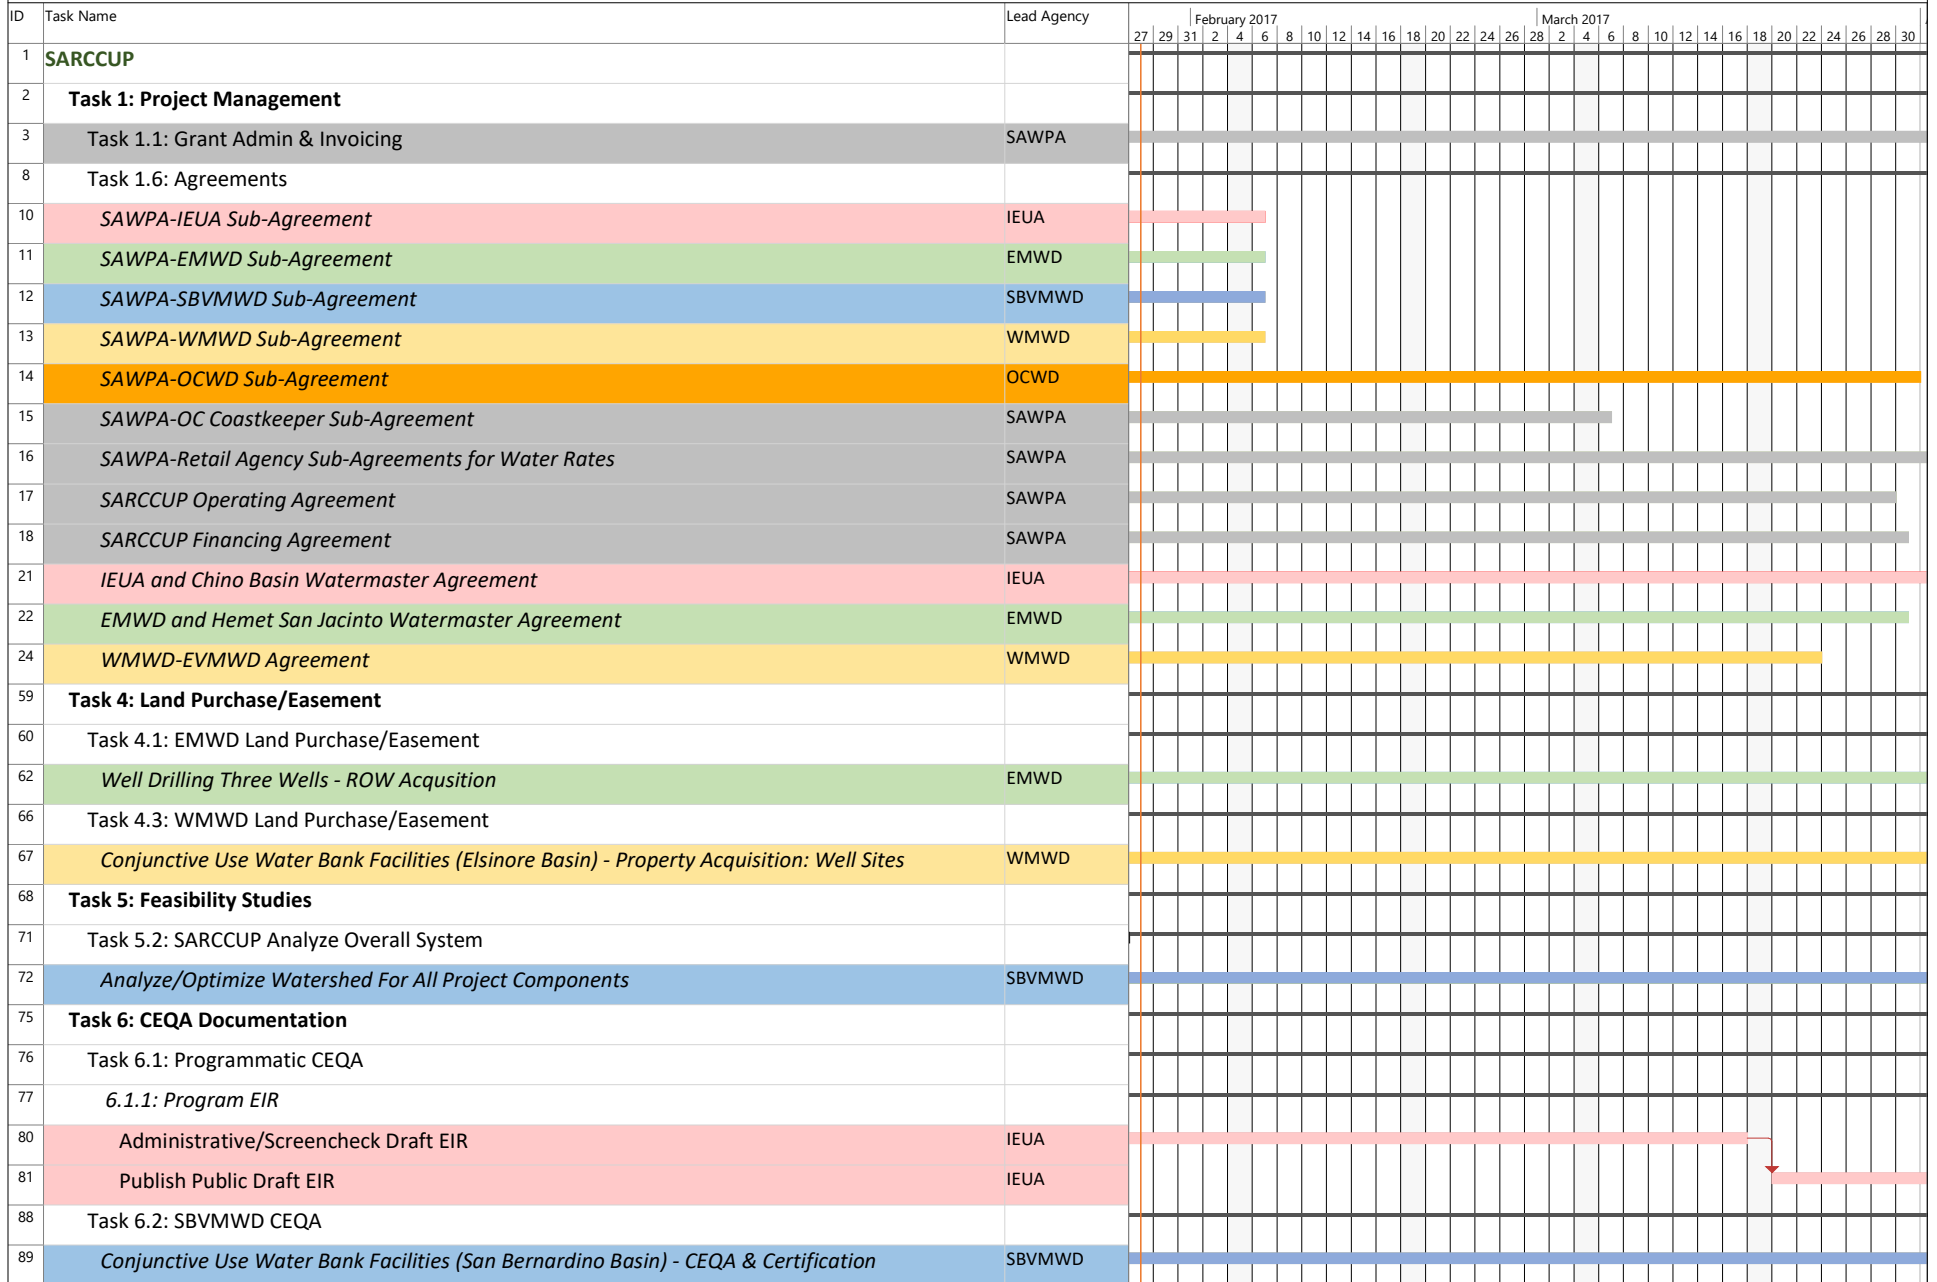 ID Task Name Lead Agency February 2017 March 2017
27 29 31 2 4 6 8 10 12 14 16 18 20 22 24 26 28 2 4 6 8 10 12 14 16 18 20 22 24 26 28 30
1 SARCCUP
2 Task 1: Project Management
3 Task 1.1: Grant Admin & Invoicing SAWPA
8 Task 1.6: Agreements
10 SAWPA-IEUA Sub-Agreement IEUA
11 SAWPA-EMWD Sub-Agreement EMWD
12 SAWPA-SBVMWD Sub-Agreement SBVMWD
13 SAWPA-WMWD Sub-Agreement WMWD
14 SAWPA-OCWD Sub-Agreement OCWD
15 SAWPA-OC Coastkeeper Sub-Agreement SAWPA
16 SAWPA-Retail Agency Sub-Agreements for Water Rates SAWPA
17 SARCCUP Operating Agreement SAWPA
18 SARCCUP Financing Agreement SAWPA
21 IEUA and Chino Basin Watermaster Agreement IEUA
22 EMWD and Hemet San Jacinto Watermaster Agreement EMWD
24 WMWD-EVMWD Agreement WMWD
59 Task 4: Land Purchase/Easement
60 Task 4.1: EMWD Land Purchase/Easement
62 Well Drilling Three Wells - ROW Acqusition EMWD
66 Task 4.3: WMWD Land Purchase/Easement
67 Conjunctive Use Water Bank Facilities (Elsinore Basin) - Property Acquisition: Well Sites WMWD
68 Task 5: Feasibility Studies
71 Task 5.2: SARCCUP Analyze Overall System
72 Analyze/Optimize Watershed For All Project Components SBVMWD
75 Task 6: CEQA Documentation
76 Task 6.1: Programmatic CEQA
77 6.1.1: Program EIR
80 Administrative/Screencheck Draft EIR IEUA
81 Publish Public Draft EIR IEUA
88 Task 6.2: SBVMWD CEQA
89 Conjunctive Use Water Bank Facilities (San Bernardino Basin) - CEQA & Certification SBVMWD